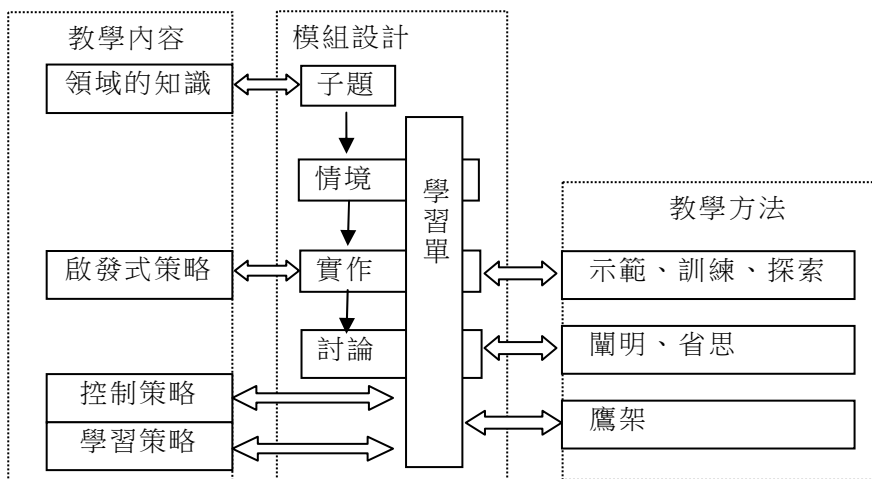 教學內容
領域的知識
啟發式策略
控制策略
學習策略
模組設計
子題
情境
實作
討論
學習單
教學方法
示範、訓練、探索
闡明、省思
鷹架